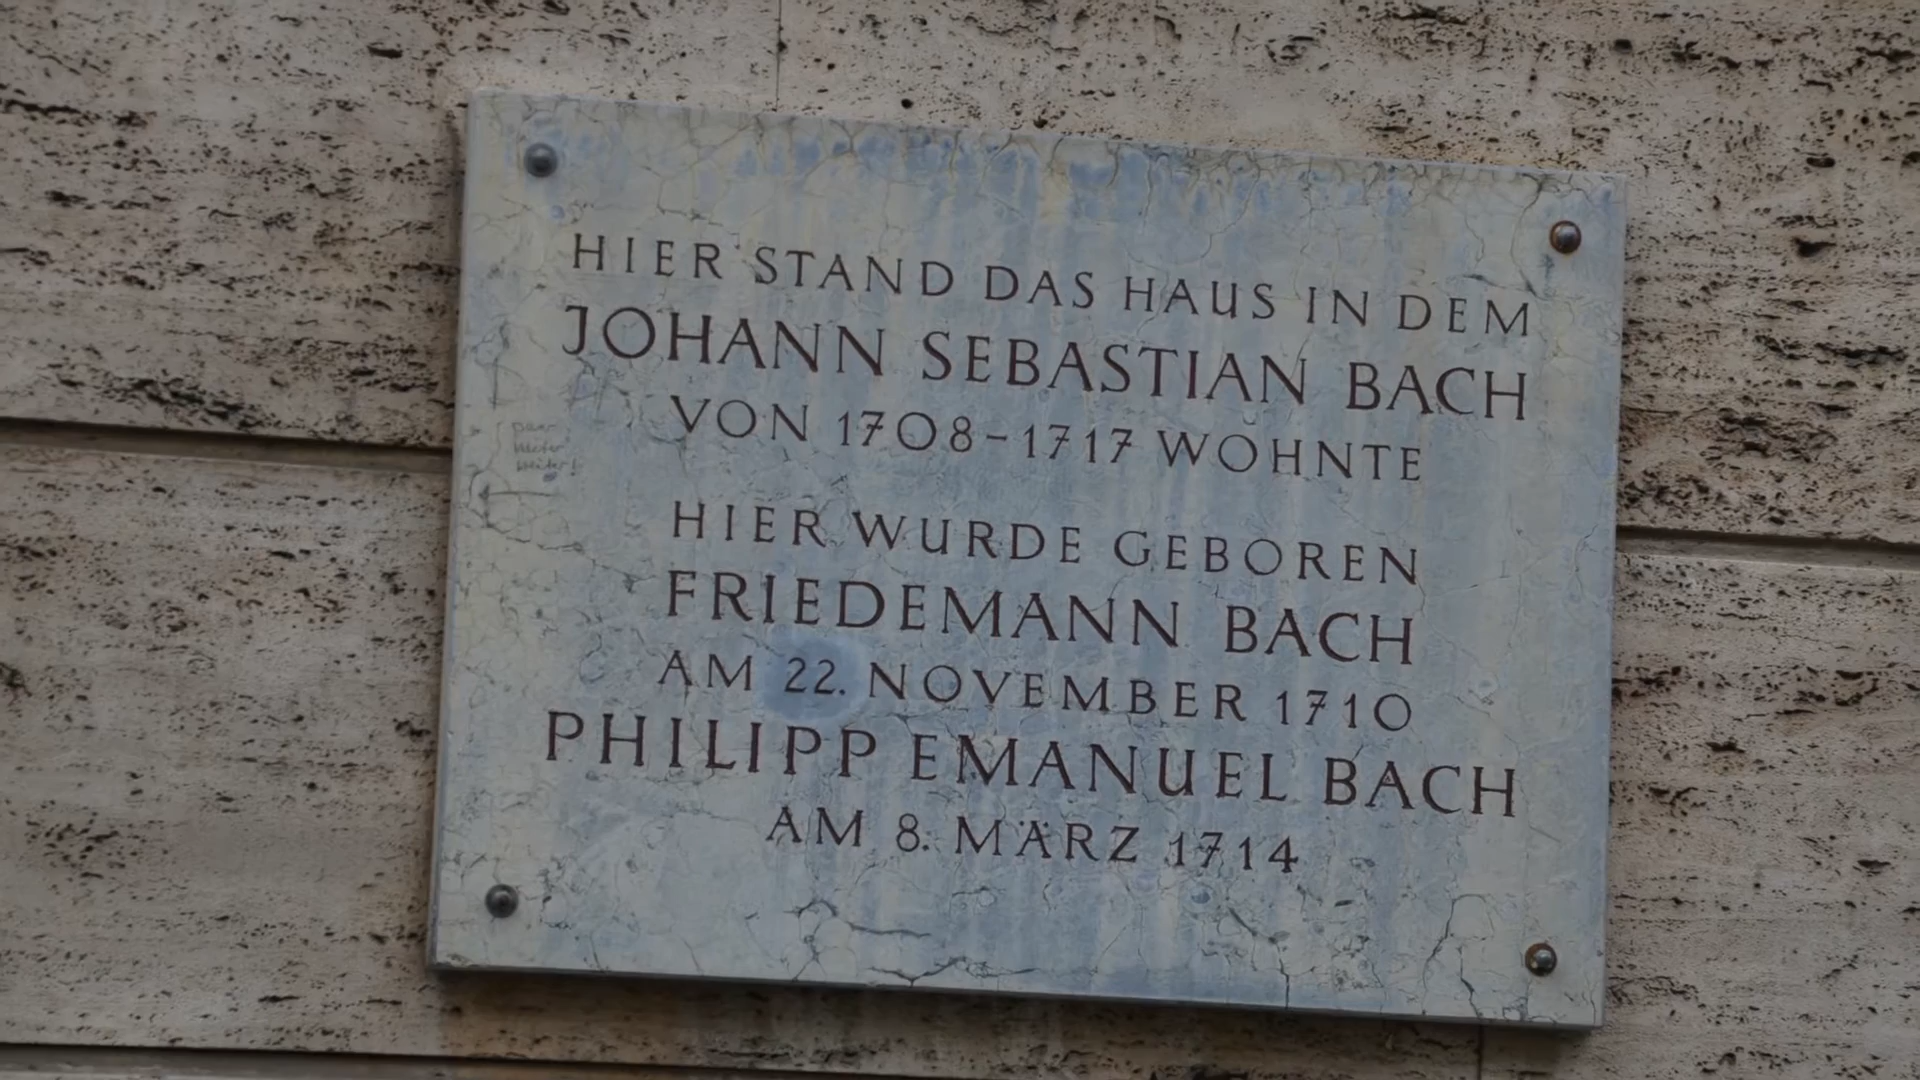 HIER STAND DAS HAUS IN DEM
JOHANN SEBASTIAN BACH
VON 1708-1717 WOHNTE
HIER WURDE GEBOREN
FRIEDEMANN BACH
AM 22. NOVEMBER 1710
PHILIPP EMANUEL BACH
AM 8. MÄRZ 1714